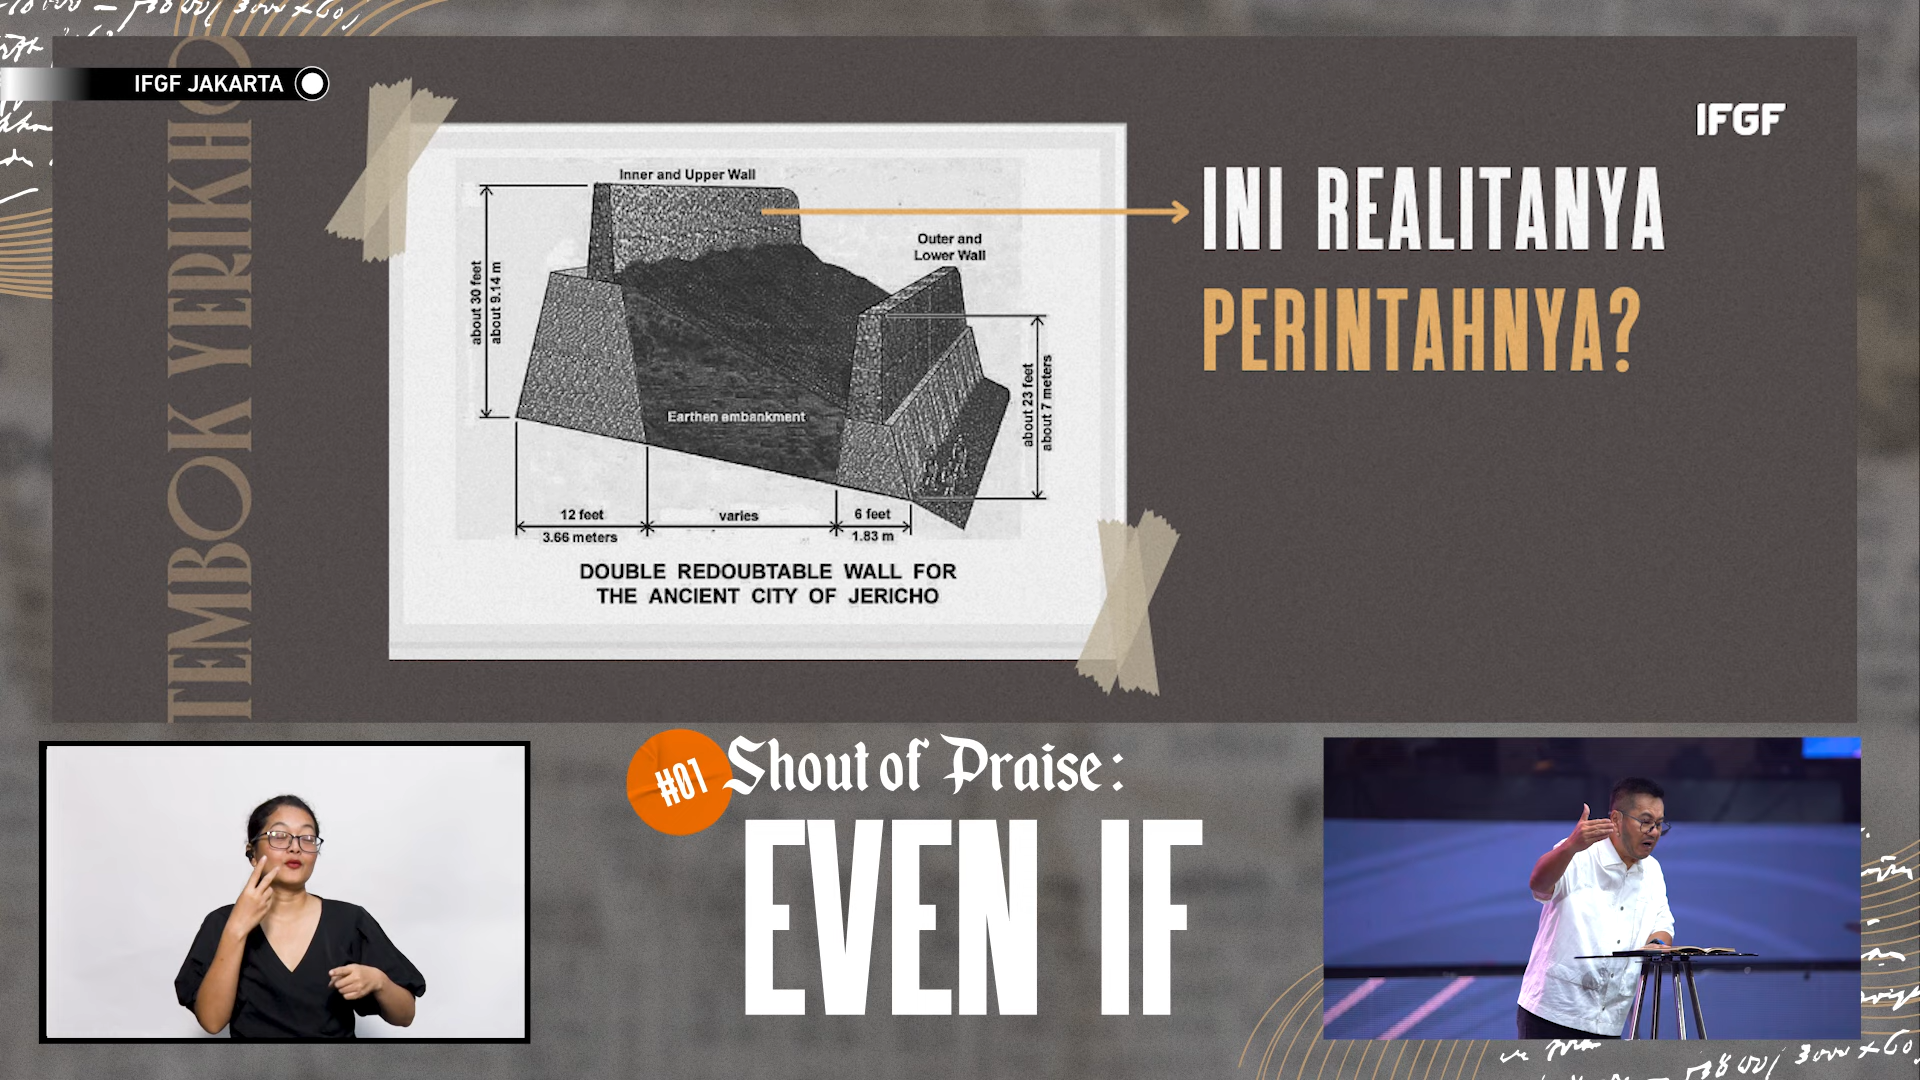 IFGF JAKARTA
IFGF
TEMBOK YERIKHO
Inner and Upper Wall
Outer and
Lower Wall
about 30 feet
about 9.14 m
Earthen embankment
about 23 feet
about 7 meters
12 feet
3.66 meters
varies
6 feet
1.83 m
DOUBLE REDOUBTABLE WALL FOR
THE ANCIENT CITY OF JERICHO
INI REALITANYA
PERINTAHNYA?
#01
Shout of Praise:
EVEN IF